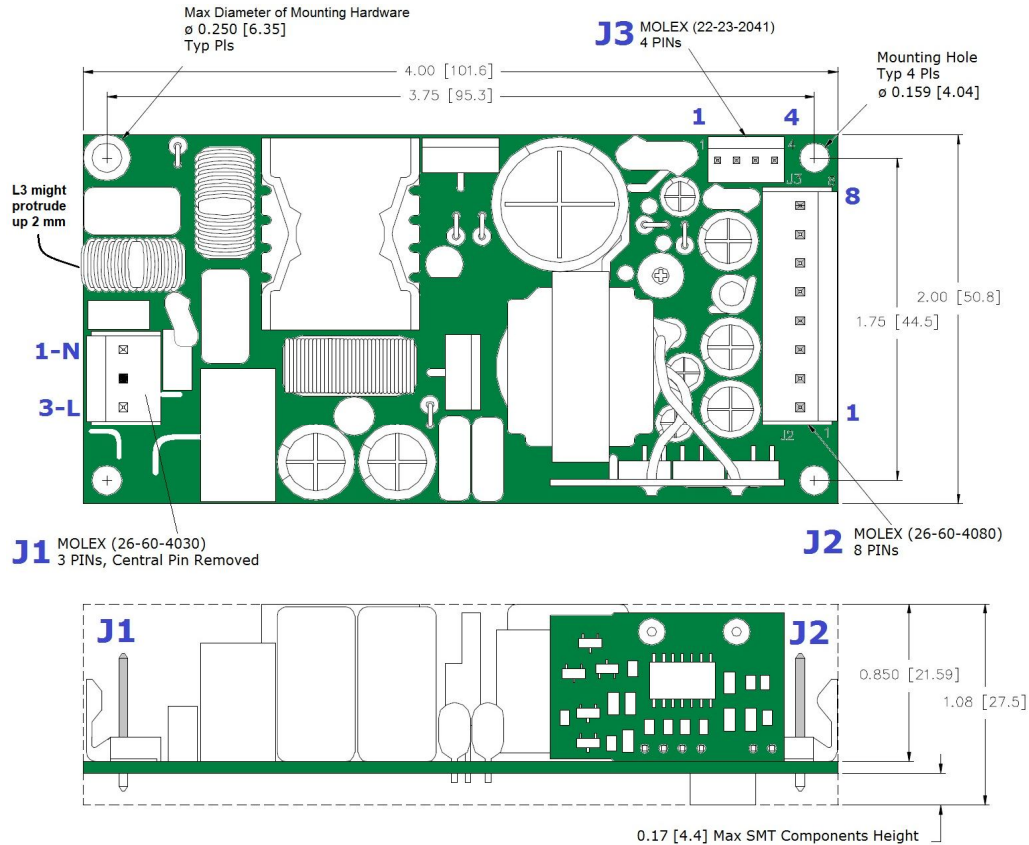 Max Diameter of Mounting Hardware
ø 0.250 [6.35]
Typ Pls
J3 MOLEX (22-23-2041)
4 PINs
Mounting Hole
Typ 4 Pls
ø 0.159 [4.04]
4.00 [101.6]
3.75 [95.3]
1 4
1 4
J3 8
L3 might
protrude
up 2 mm
8
2.00 [50.8]
1.75 [44.5]
1-N
3-L
1
J2 1
J1 MOLEX (26-60-4030)
3 PINs, Central Pin Removed
J2 MOLEX (26-60-4080)
8 PINs
J1
J2
0.850 [21.59]
1.08 [27.5]
0.17 [4.4] Max SMT Components Height